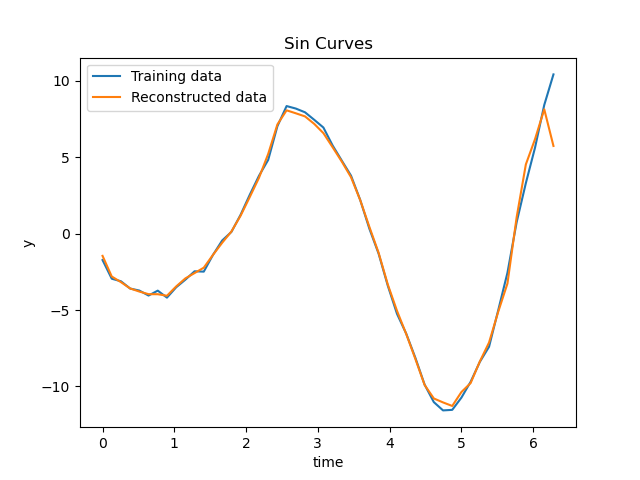 Sin Curves
Training data
Reconstructed data
10
5
0
−5
−10
y
0 1 2 3 4 5 6
time